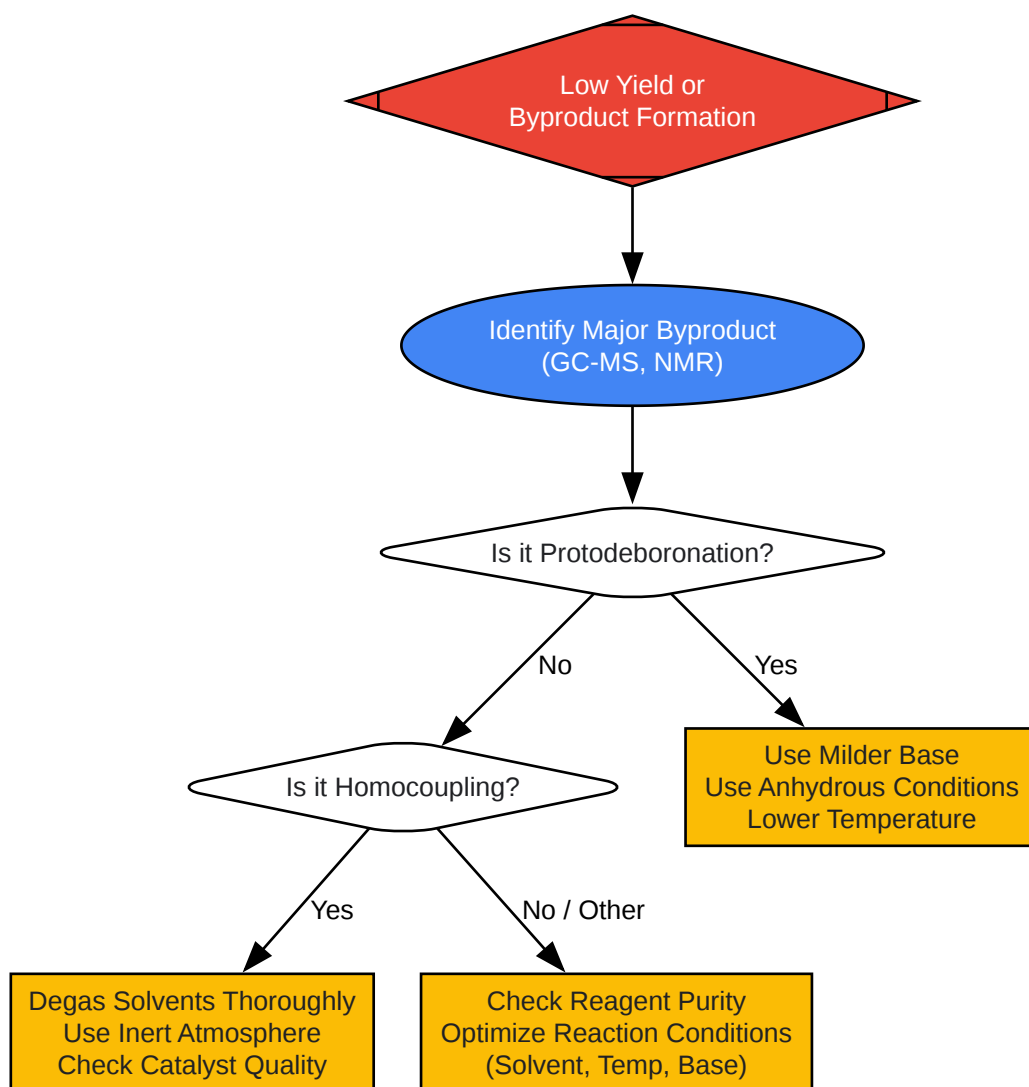 Low Yield or
Byproduct Formation
Identify Major Byproduct
(GC-MS, NMR)
Is it Protodeboronation?
No
Yes
Use Milder Base
Use Anhydrous Conditions
Lower Temperature
Is it Homocoupling?
Yes
No / Other
Degas Solvents Thoroughly
Use Inert Atmosphere
Check Catalyst Quality
Check Reagent Purity
Optimize Reaction Conditions
(Solvent, Temp, Base)